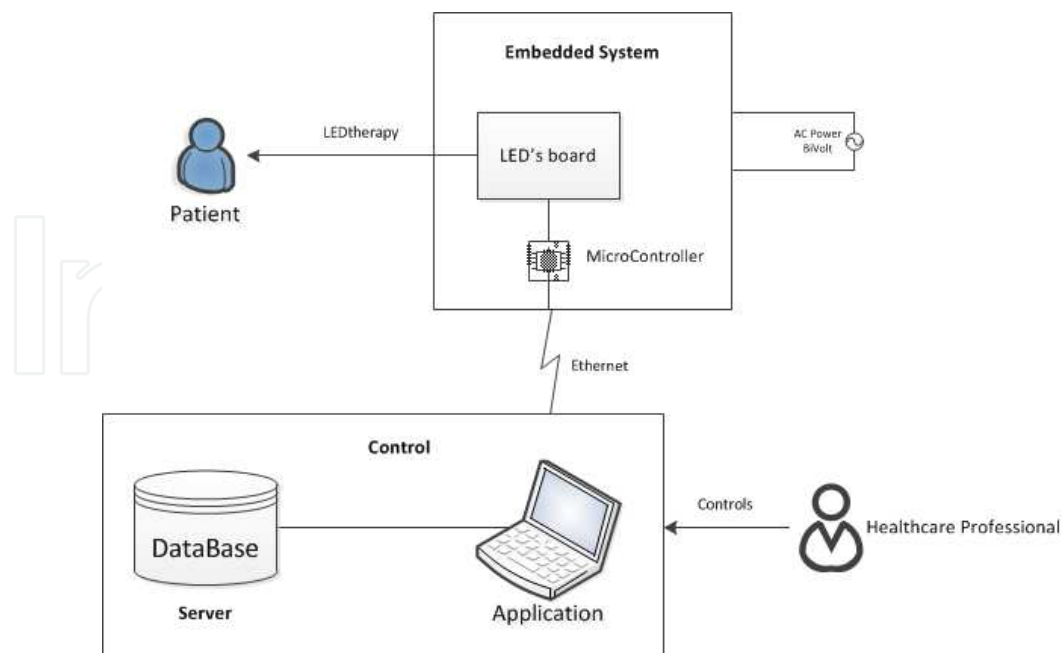 Embedded System
LEDtherapy
AC Power
BiVolt
LED's board
Patient
MicroController
Ethernet
Control
Controls
Healthcare Professional
DataBase
Server
Application